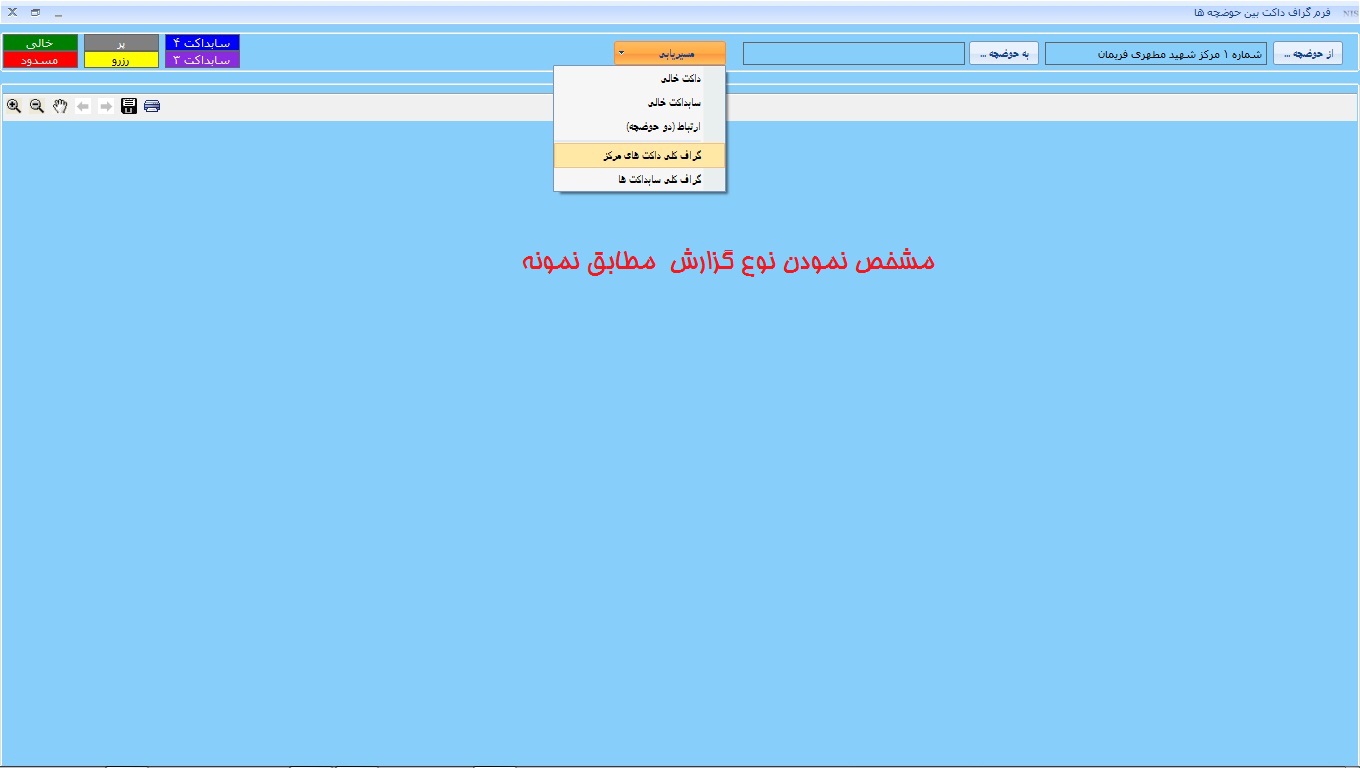 NIS فرم گراف داکت بین حوضچه ها
از حوضچه ...
شماره ۱ مرکز شهید مطهری فریمان
به حوضچه ...
مسیریابی
سابداکت ۴
پر
خالی
سابداکت ۳
رزرو
مسدود
داکت خالی
سابداکت خالی
ارتباط (دو حوضچه)
گراف کلی داکت های مرکز
گراف کلی سابداکت ها
مشخص نمودن نوع گزارش مطابق نمونه